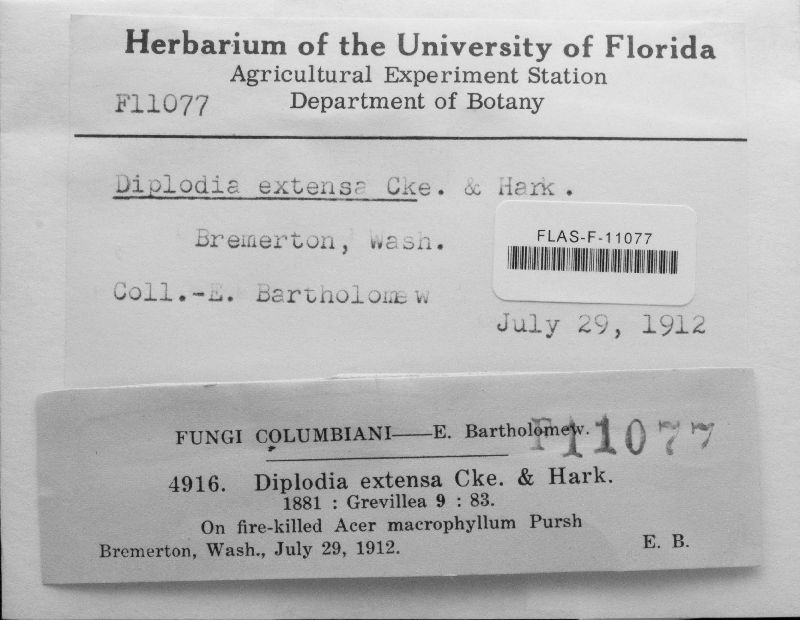 Herbarium of the University of Florida
Agricultural Experiment Station
F11077 Department of Botany
Diplodia extensa Cke. & Hark.
Bremerton, Wash.
FLAS-F-11077
Coll.-E. Bartholomew
July 29, 1912
FUNGI COLUMBIANI——E. Bartholomew.
F11077
4916. Diplodia extensa Cke. & Hark.
1881 : Grevillea 9 : 83.
On fire-killed Acer macrophyllum Pursh
Bremerton, Wash., July 29, 1912.
E. B.